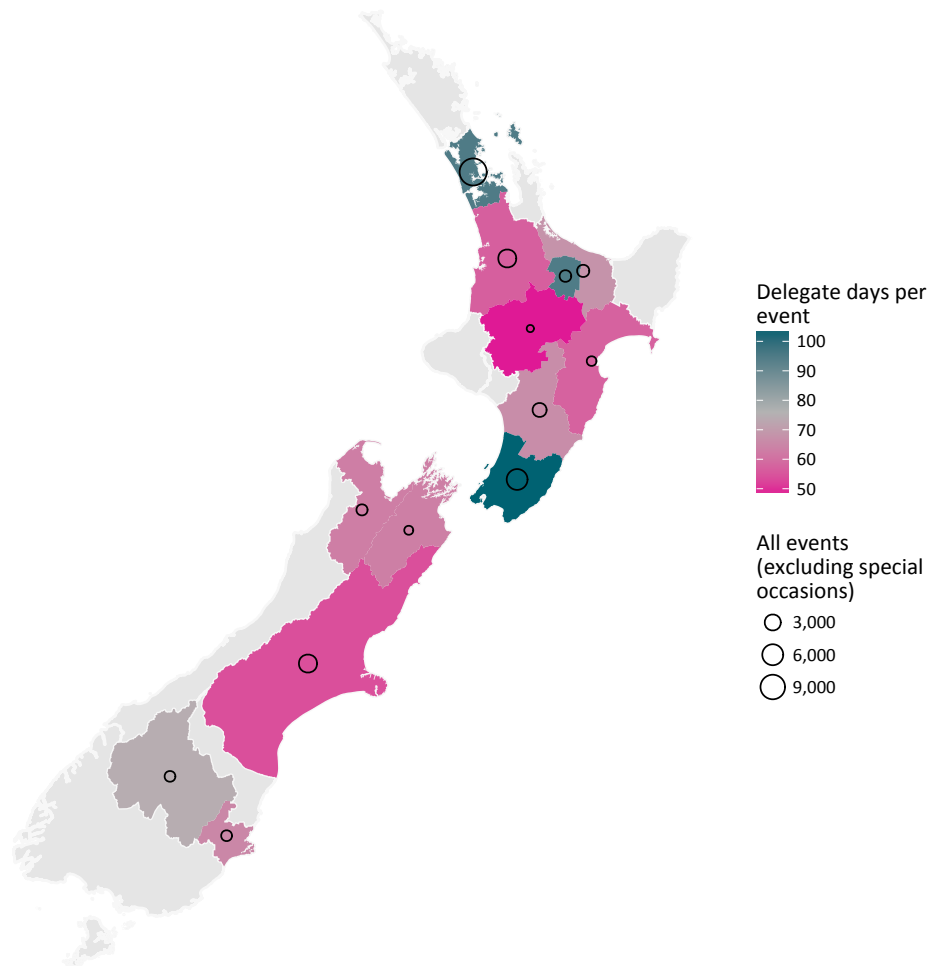 Delegate days per
event
100
90
80
70
60
50
All events
(excluding special
occasions)
3,000
6,000
9,000